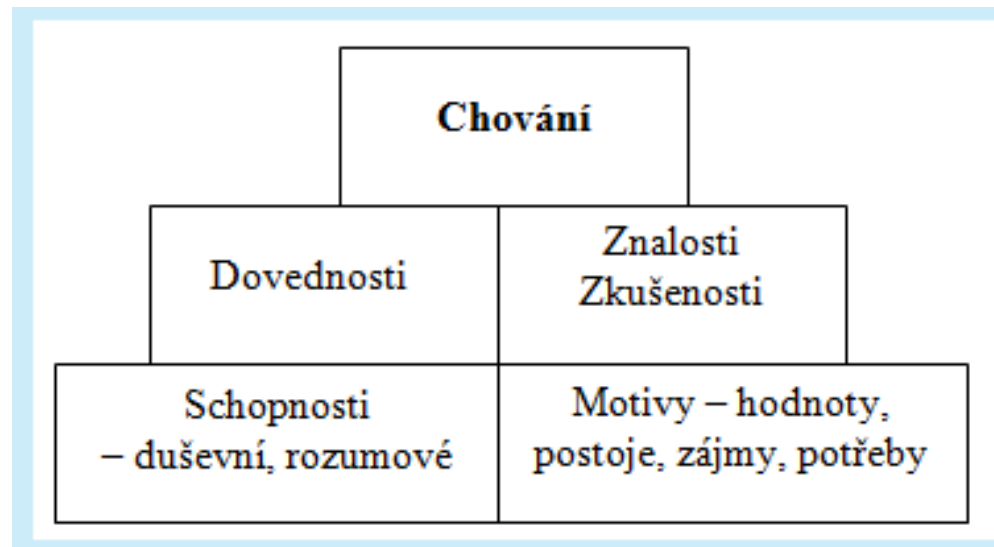 Chování
Dovednosti
Znalosti
Zkušenosti
Schopnosti
– duševní, rozumové
Motivy – hodnoty,
postoje, zájmy, potřeby